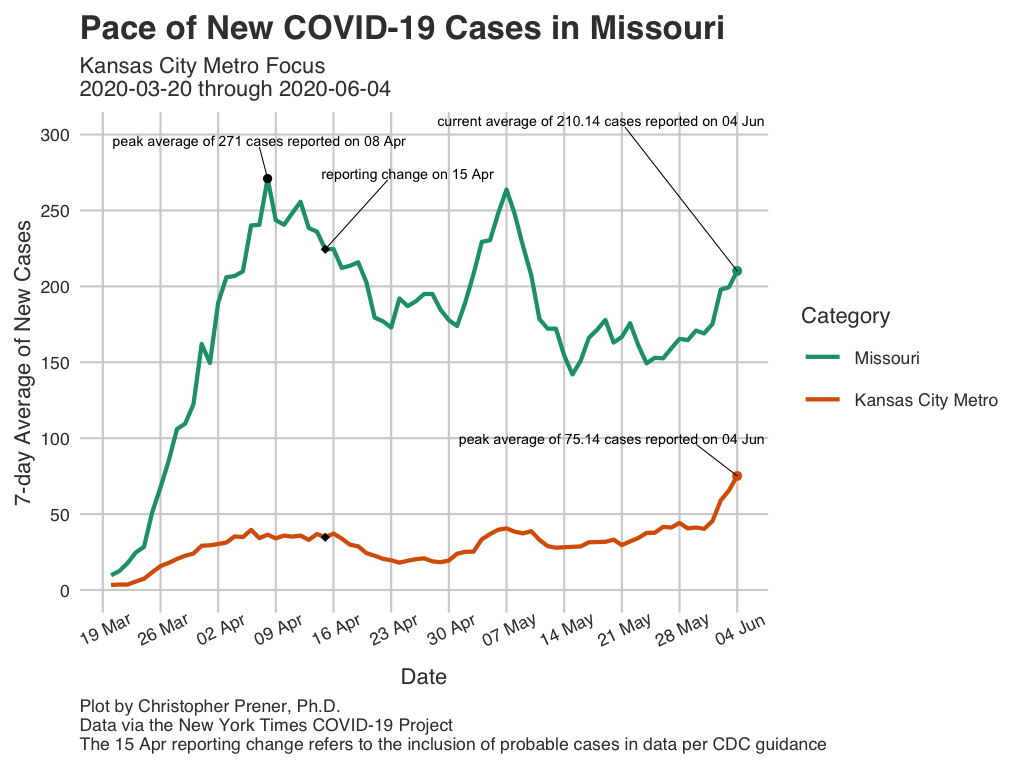 Pace of New COVID-19 Cases in Missouri
Kansas City Metro Focus
2020-03-20 through 2020-06-04
current average of 210.14 cases reported on 04 Jun
peak average of 271 cases reported on 08 Apr
reporting change on 15 Apr
peak average of 75.14 cases reported on 04 Jun
7-day Average of New Cases
300
250
200
150
100
50
0
19 Mar
26 Mar
02 Apr
09 Apr
16 Apr
23 Apr
30 Apr
07 May
14 May
21 May
28 May
04 Jun
Date
Category
Missouri
Kansas City Metro
Plot by Christopher Prener, Ph.D.
Data via the New York Times COVID-19 Project
The 15 Apr reporting change refers to the inclusion of probable cases in data per CDC guidance